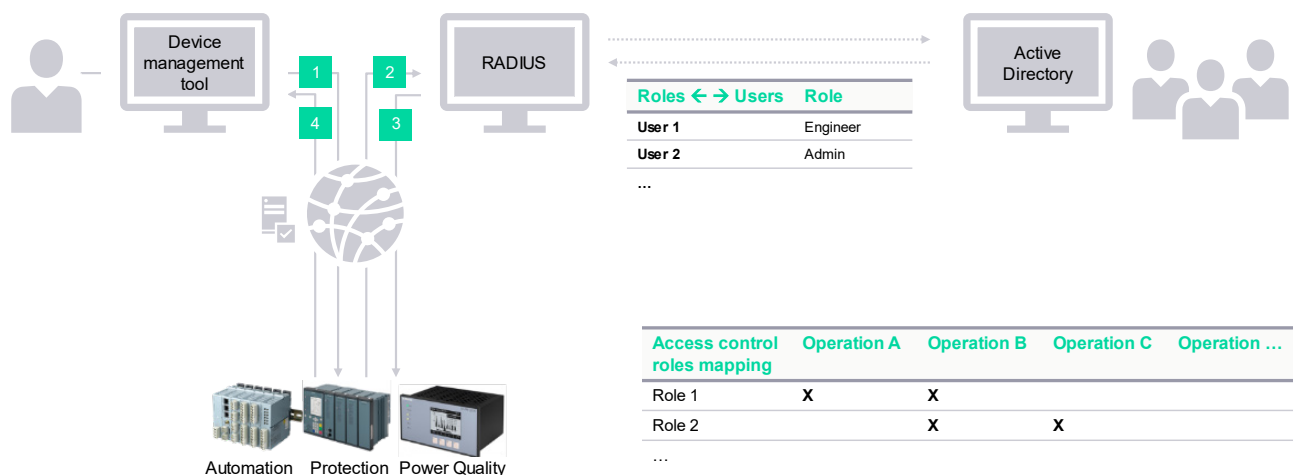 Device
management
tool
1
2
RADIUS
Active
Directory
4
3
Roles ← → Users Role
User 1 Engineer
User 2 Admin
…
Access control
roles mapping Operation A Operation B Operation C Operation …
Role 1 X X
Role 2 X X
…
Automation Protection Power Quality